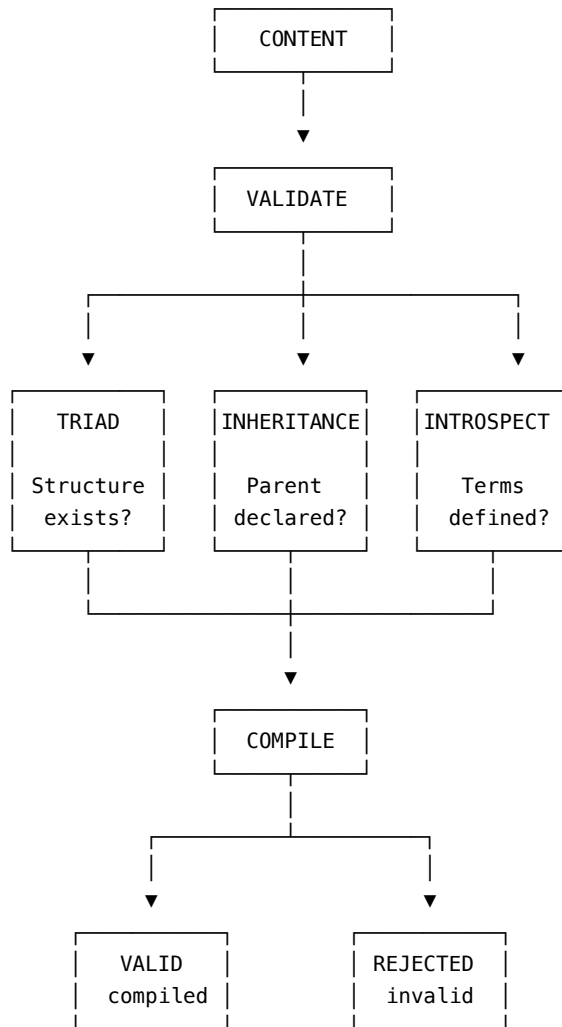 CONTENT
VALIDATE
TRIAD
Structure
exists?
INHERITANCE
Parent
declared?
INTROSPECT
Terms
defined?
COMPILE
VALID
compiled
REJECTED
invalid